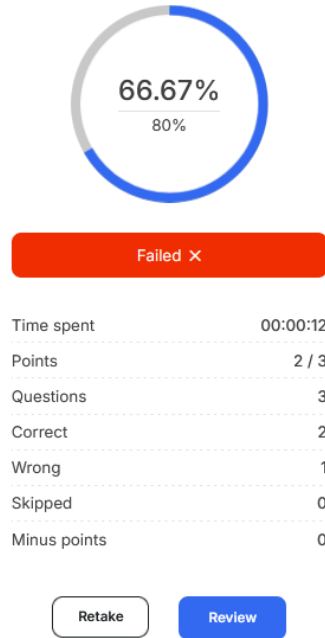 66.67%
80%
Failed ×
Time spent 00:00:12
Points 2 / 3
Questions 3
Correct 2
Wrong 1
Skipped 0
Minus points 0
Retake Review